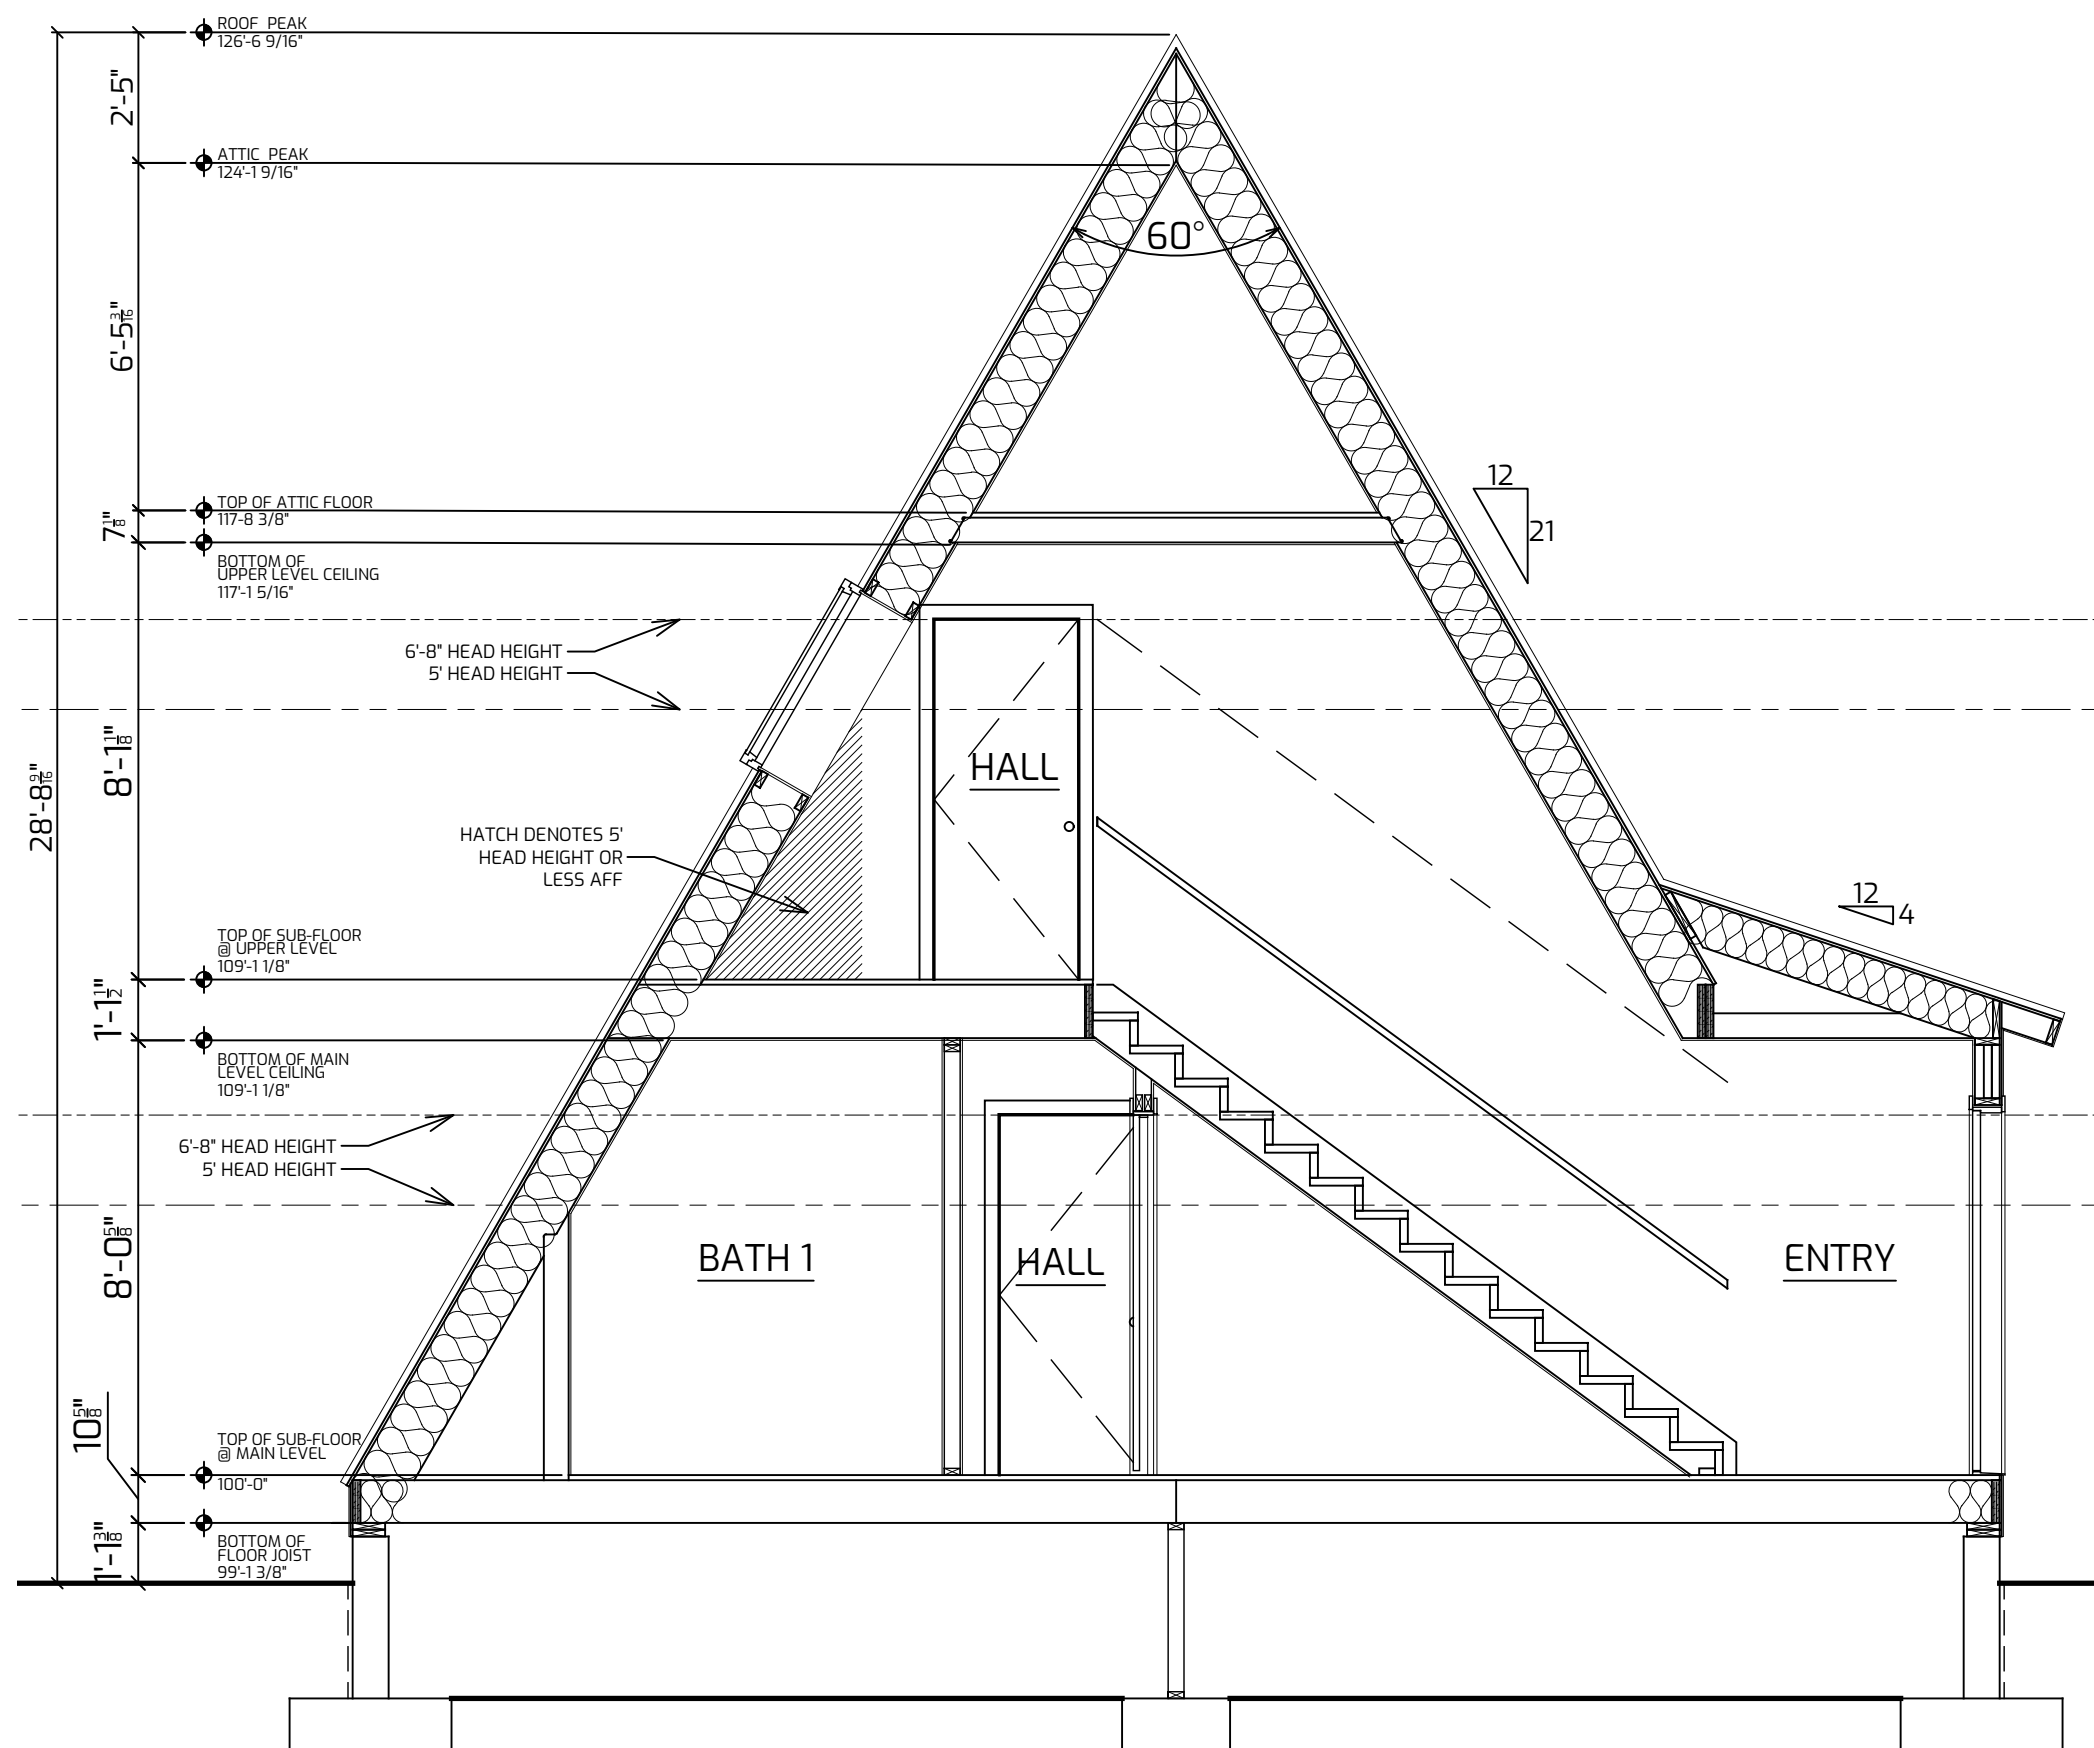 ROOF PEAK
126'-6 9/16"
2'-5"
ATTIC PEAK
124'-1 9/16"
60°
6'-5 3/16"
12
21
TOP OF ATTIC FLOOR
117-8 3/8"
7 1/8"
BOTTOM OF
UPPER LEVEL CEILING
117'-1 5/16"
6'-8" HEAD HEIGHT
5' HEAD HEIGHT
8'-1 1/8"
28'-8 9/16"
HALL
HATCH DENOTES 5'
HEAD HEIGHT OR
LESS AFF
12
4
TOP OF SUB-FLOOR
@ UPPER LEVEL
109'-1 1/8"
1'-1 1/2"
BOTTOM OF MAIN
LEVEL CEILING
109'-1 1/8"
6'-8" HEAD HEIGHT
5' HEAD HEIGHT
8'-0 5/8"
BATH 1
HALL
ENTRY
10 5/8"
TOP OF SUB-FLOOR
@ MAIN LEVEL
100'-0"
1'-1 3/8"
BOTTOM OF
FLOOR JOIST
99'-1 3/8"